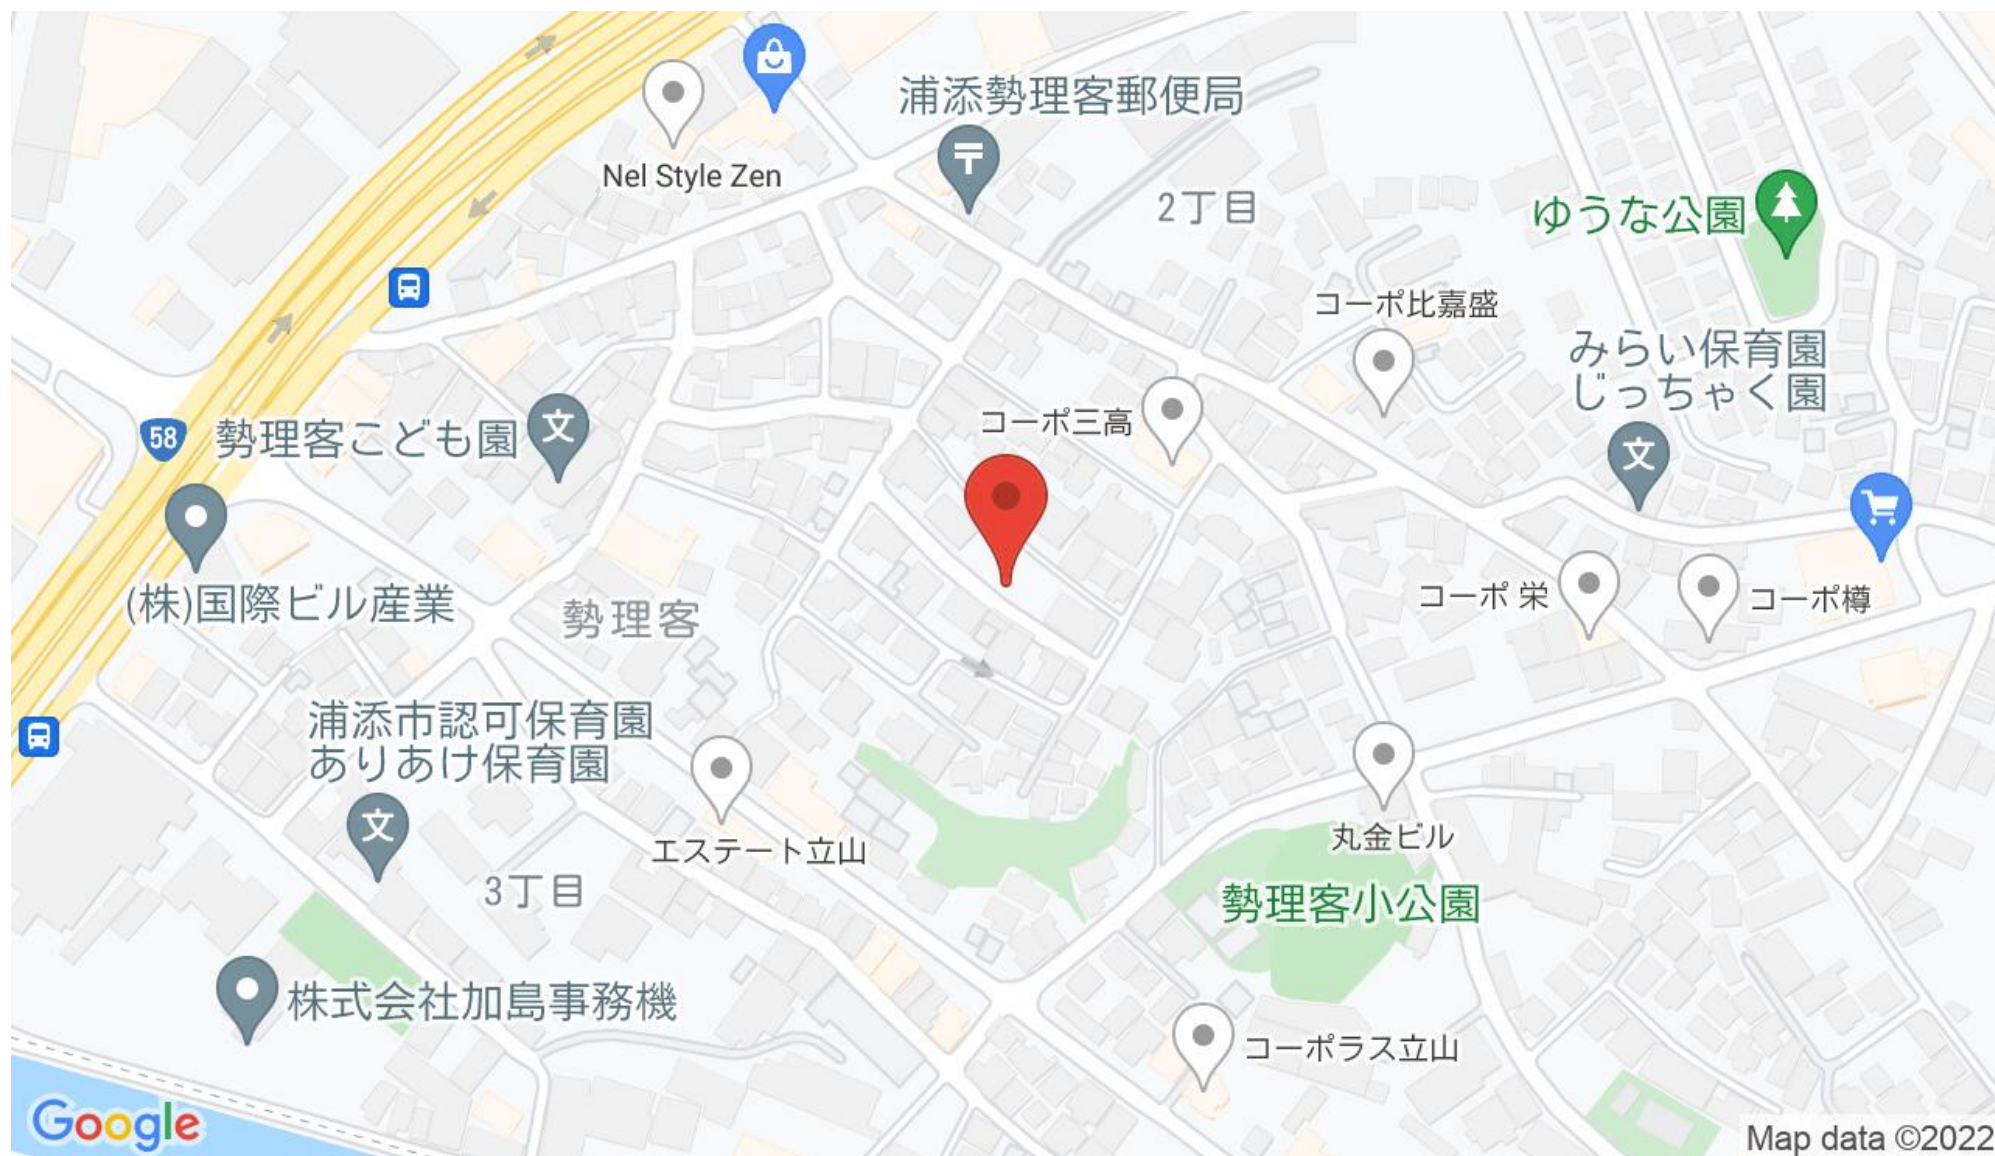 浦添勢理客郵便局
Nel Style Zen
2丁目
ゆうな公園
コーポ比嘉盛
みらい保育園
じっちゃく園
コーポ三高
58
勢理客こども園
文
文
(株)国際ビル産業
勢理客
コーポ 栄
コーポ樽
浦添市認可保育園
ありあけ保育園
文
エステート立山
丸金ビル
3丁目
勢理客小公園
株式会社加島事務機
コーポラス立山
Google
Map data ©2022